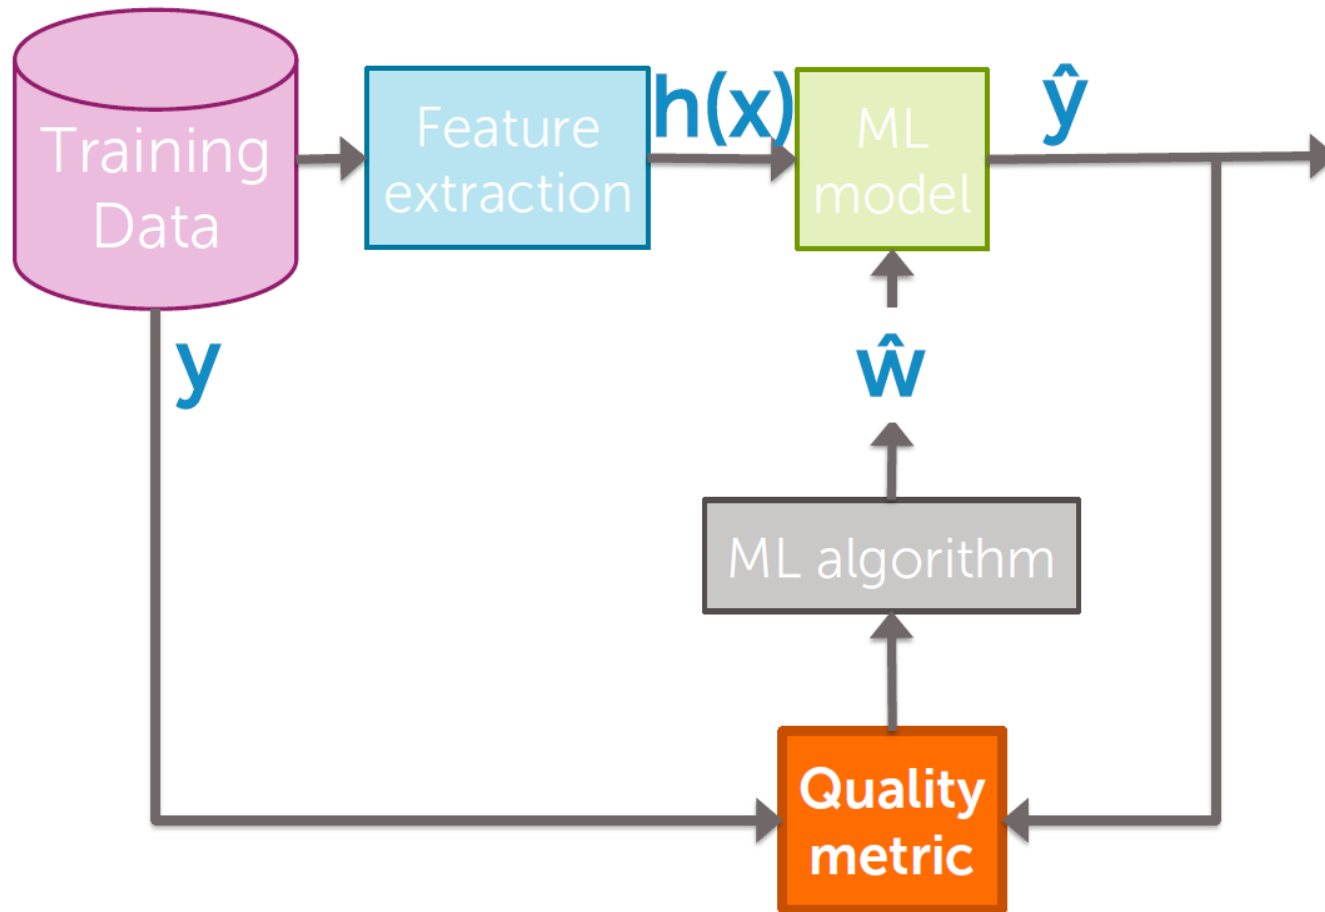 Training
Data
Feature
extraction
h(x)
ML
model
ŷ
y
ŵ
ML algorithm
Quality
metric